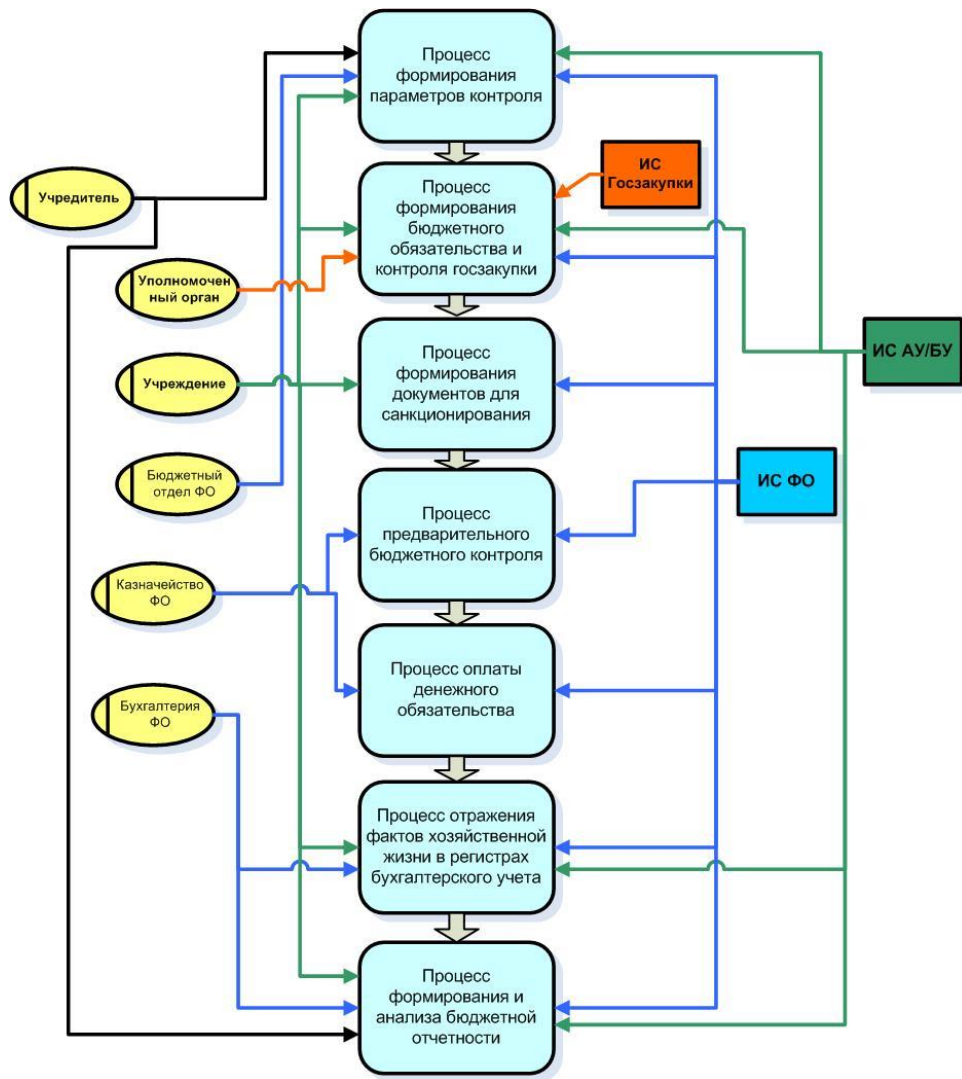 Процесс
формирования
параметров контроля
ИС
Госзакупки
Процесс
формирования
бюджетного
обязательства и
контроля госзакупки
Учредитель
Уполномочен
ный орган
Процесс
формирования
документов для
санкционирования
ИС АУ/БУ
Учреждение
Бюджетный
отдел ФО
ИС ФО
Процесс
предварительного
бюджетного контроля
Казначейство
ФО
Процесс оплаты
денежного
обязательства
Бухгалтерия
ФО
Процесс отражения
фактов хозяйственной
жизни в регистрах
бухгалтерского учета
Процесс
формирования и
анализа бюджетной
отчетности